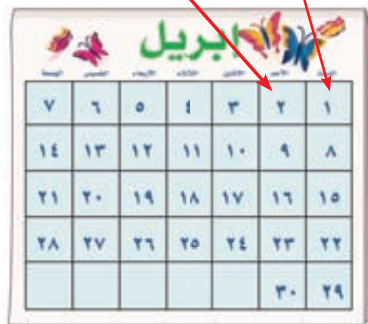 إبريل
١ ٢ ٣ ٤ ٥ ٦ ٧
٨ ٩ ١٠ ١١ ١٢ ١٣ ١٤
١٥ ١٦ ١٧ ١٨ ١٩ ٢٠ ٢١
٢٢ ٢٣ ٢٤ ٢٥ ٢٦ ٢٧ ٢٨
٢٩ ٣٠